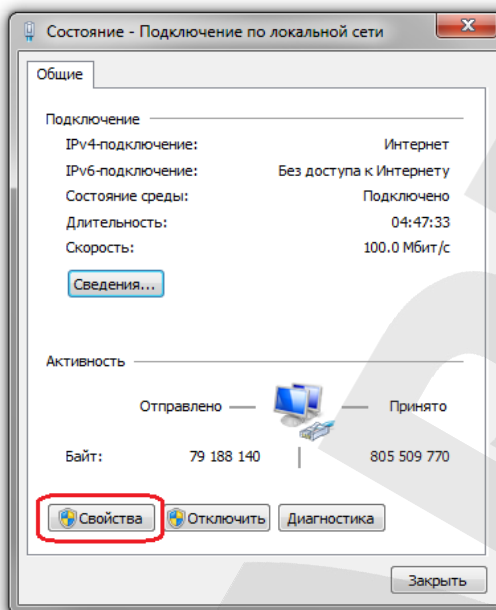 Состояние - Подключение по локальной сети
Общие
Подключение
IPv4-подключение: Интернет
IPv6-подключение: Без доступа к Интернету
Состояние среды: Подключено
Длительность: 04:47:33
Скорость: 100.0 Мбит/с
Сведения...
Активность
Отправлено — — Принято
Байт: 79 188 140 | 805 509 770
Свойства Отключить Диагностика
Закрыть